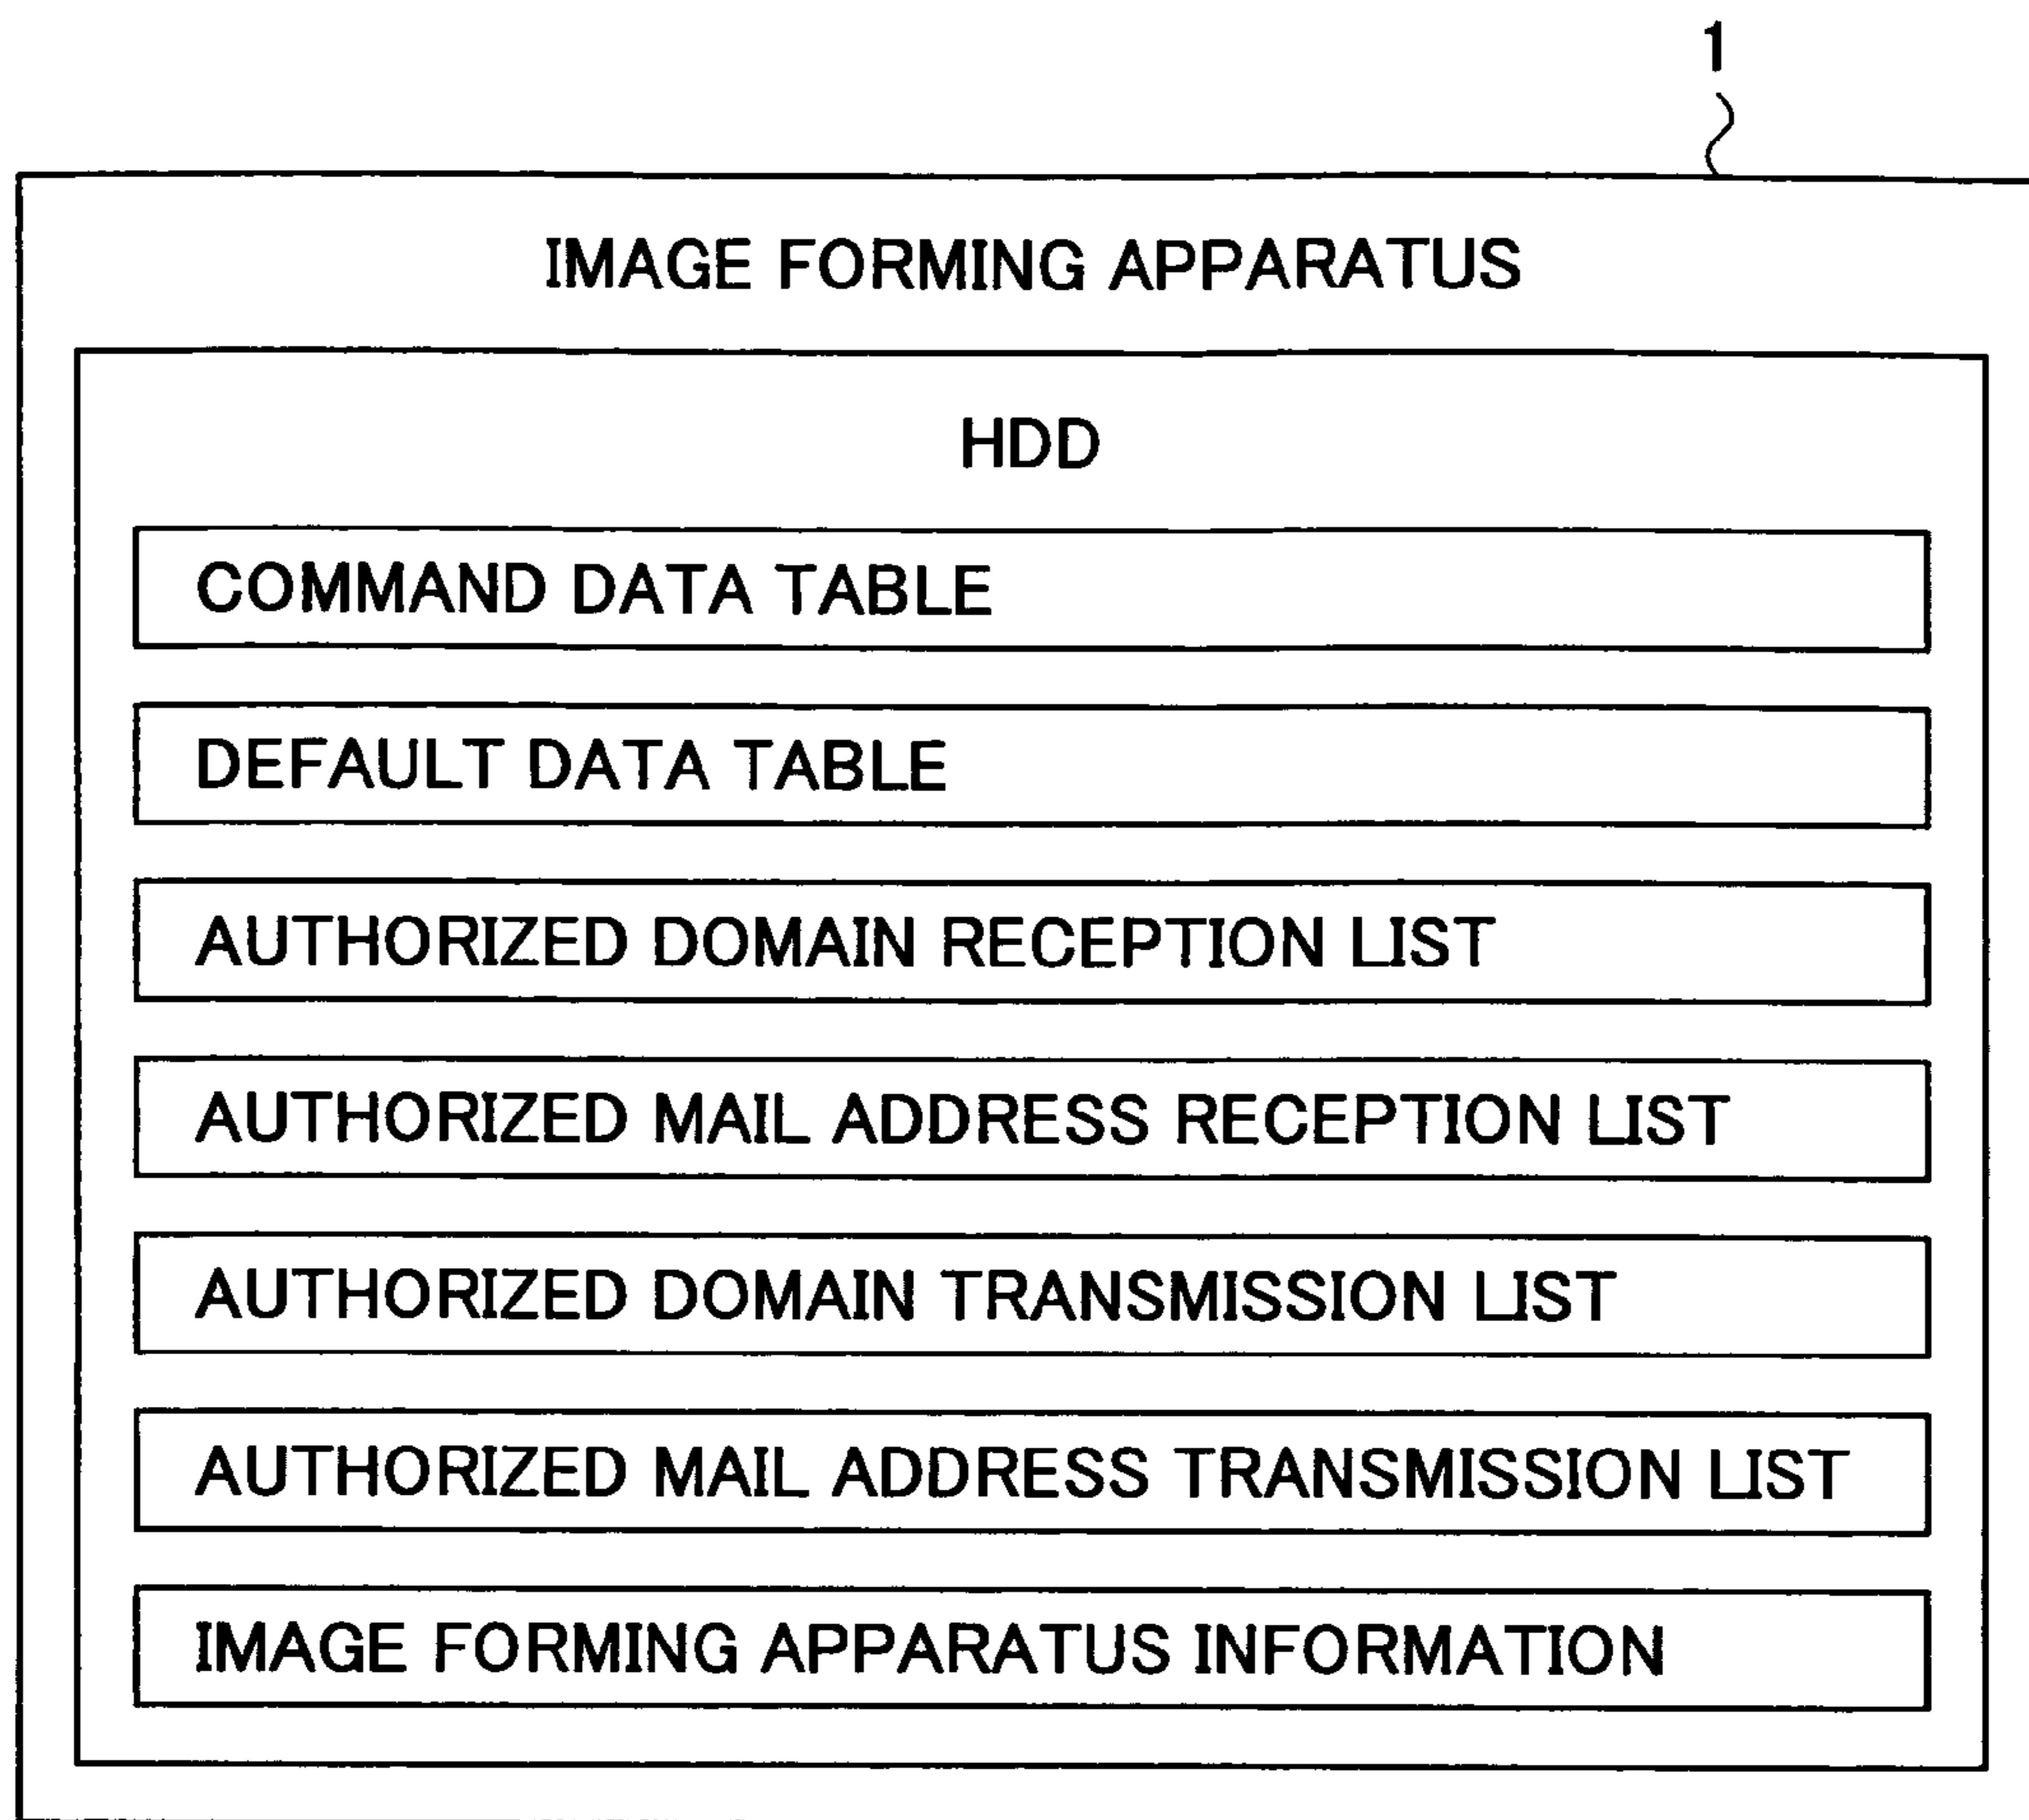 1
IMAGE FORMING APPARATUS
HDD
COMMAND DATA TABLE
DEFAULT DATA TABLE
AUTHORIZED DOMAIN RECEPTION LIST
AUTHORIZED MAIL ADDRESS RECEPTION LIST
AUTHORIZED DOMAIN TRANSMISSION LIST
AUTHORIZED MAIL ADDRESS TRANSMISSION LIST
IMAGE FORMING APPARATUS INFORMATION